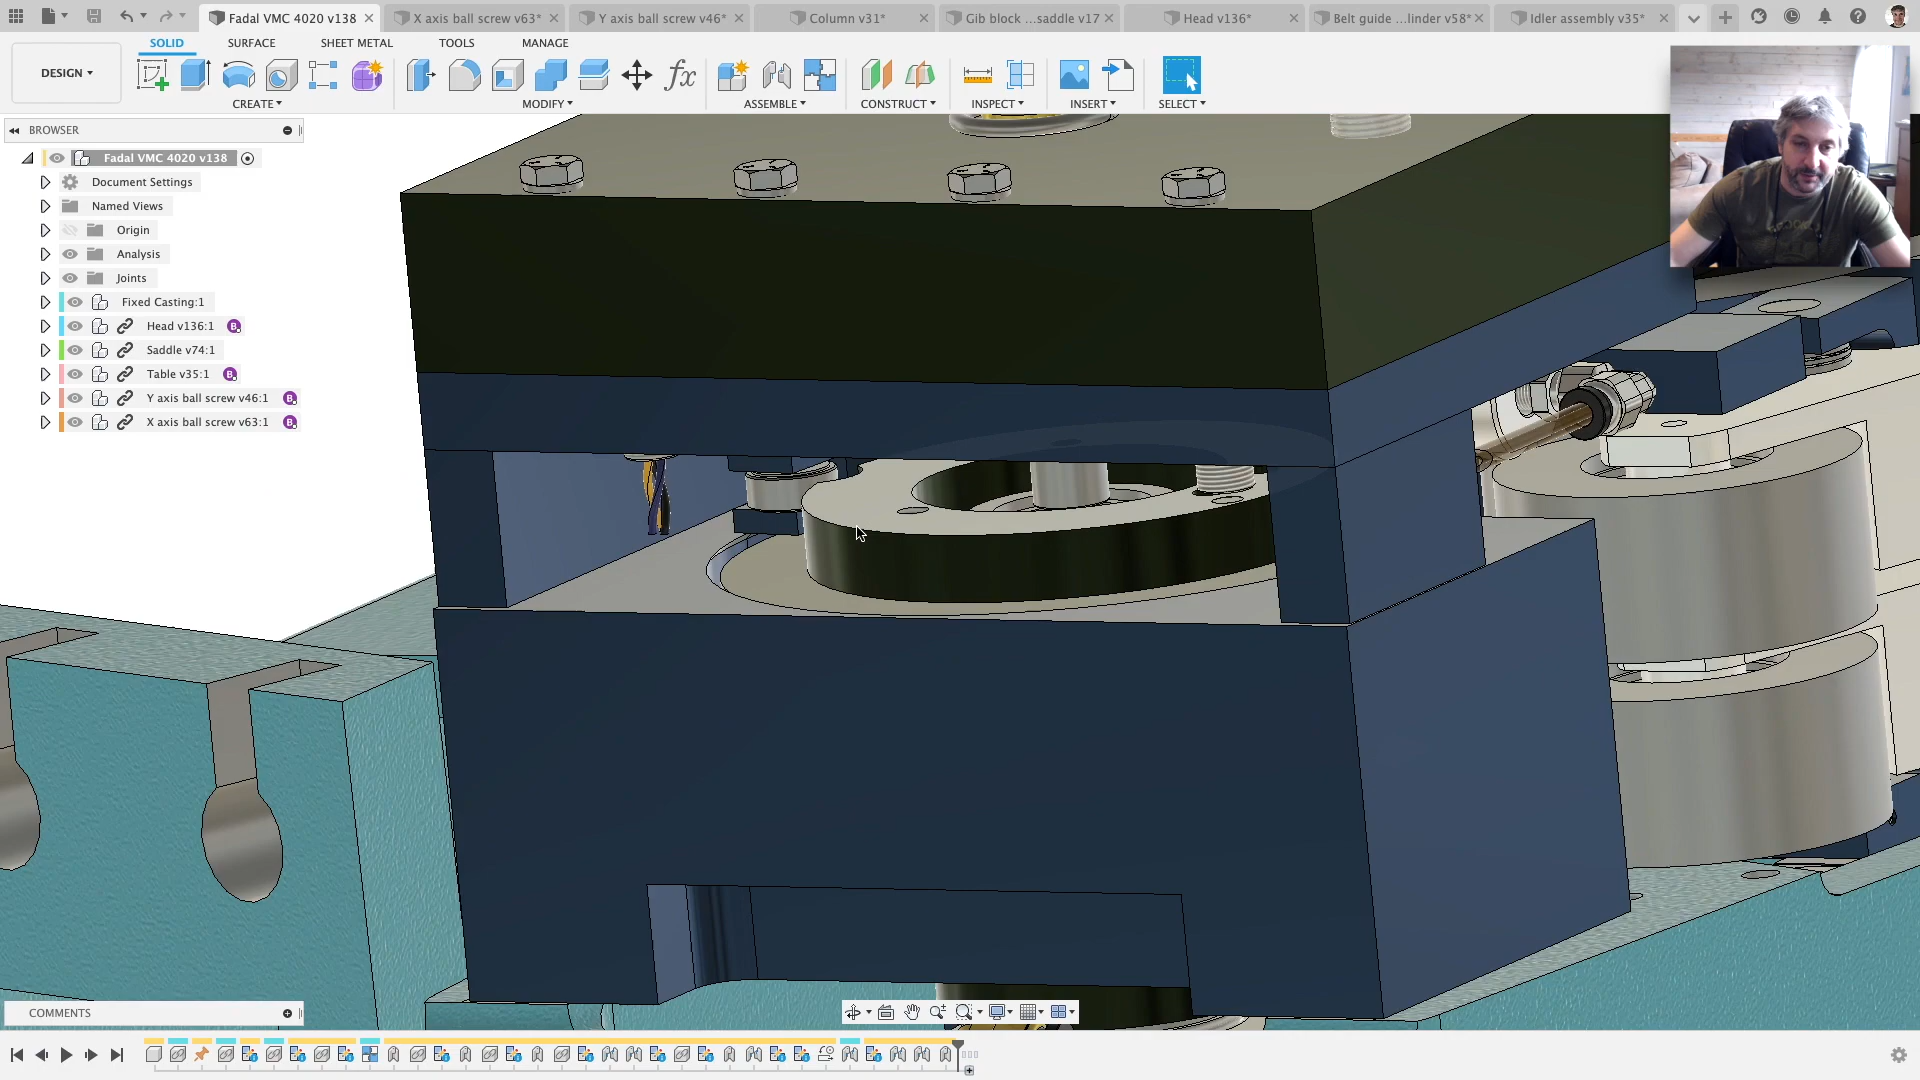 Fadal VMC 4020 v138
X axis ball screw v63*
Y axis ball screw v46*
Column v31*
Gib block ...saddle v17
Head v136*
Belt guide ...linder v58*
Idler assembly v35*
DESIGN
SOLID
SURFACE
SHEET METAL
TOOLS
MANAGE
CREATE
MODIFY
fx
ASSEMBLE
CONSTRUCT
INSPECT
INSERT
SELECT
BROWSER
Fadal VMC 4020 v138
Document Settings
Named Views
Origin
Analysis
Joints
Fixed Casting:1
Head v136:1
Saddle v74:1
Table v35:1
Y axis ball screw v46:1
X axis ball screw v63:1
COMMENTS